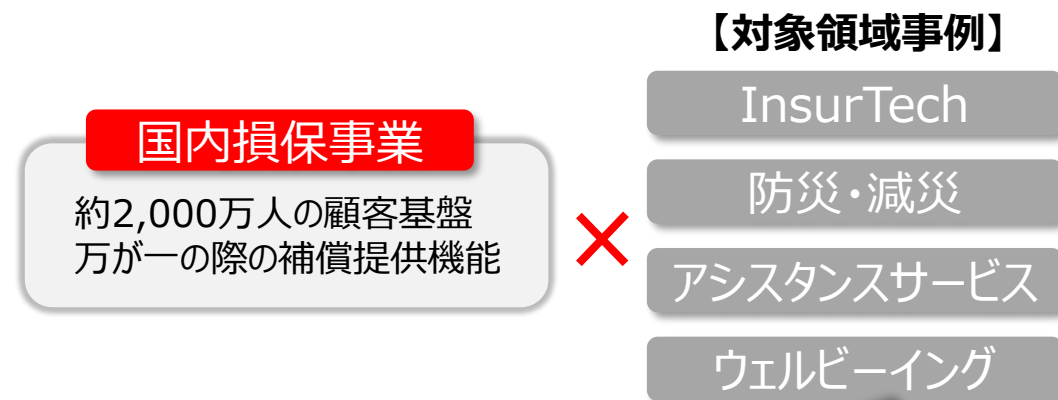 【対象領域事例】
国内損保事業
約2,000万人の顧客基盤
万が一の際の補償提供機能
×
InsurTech
防災・減災
アシスタンスサービス
ウェルビーイング